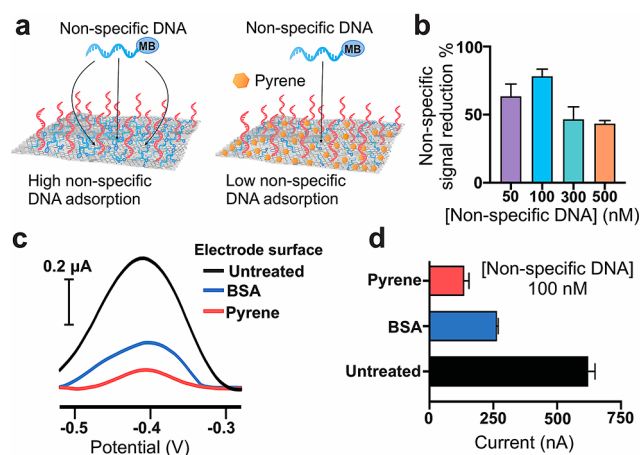 a
Non-specific DNA
MB
High non-specific
DNA adsorption
Non-specific DNA
MB
Pyrene
Low non-specific
DNA adsorption
b
Non-specific
signal reduction %
100
50
0
50 100 300 500
[Non-specific DNA] (nM)
c
0.2 µA
Electrode surface
Untreated
BSA
Pyrene
-0.5 -0.4 -0.3
Potential (V)
d
[Non-specific DNA]
100 nM
Pyrene
BSA
Untreated
0 250 500 750
Current (nA)